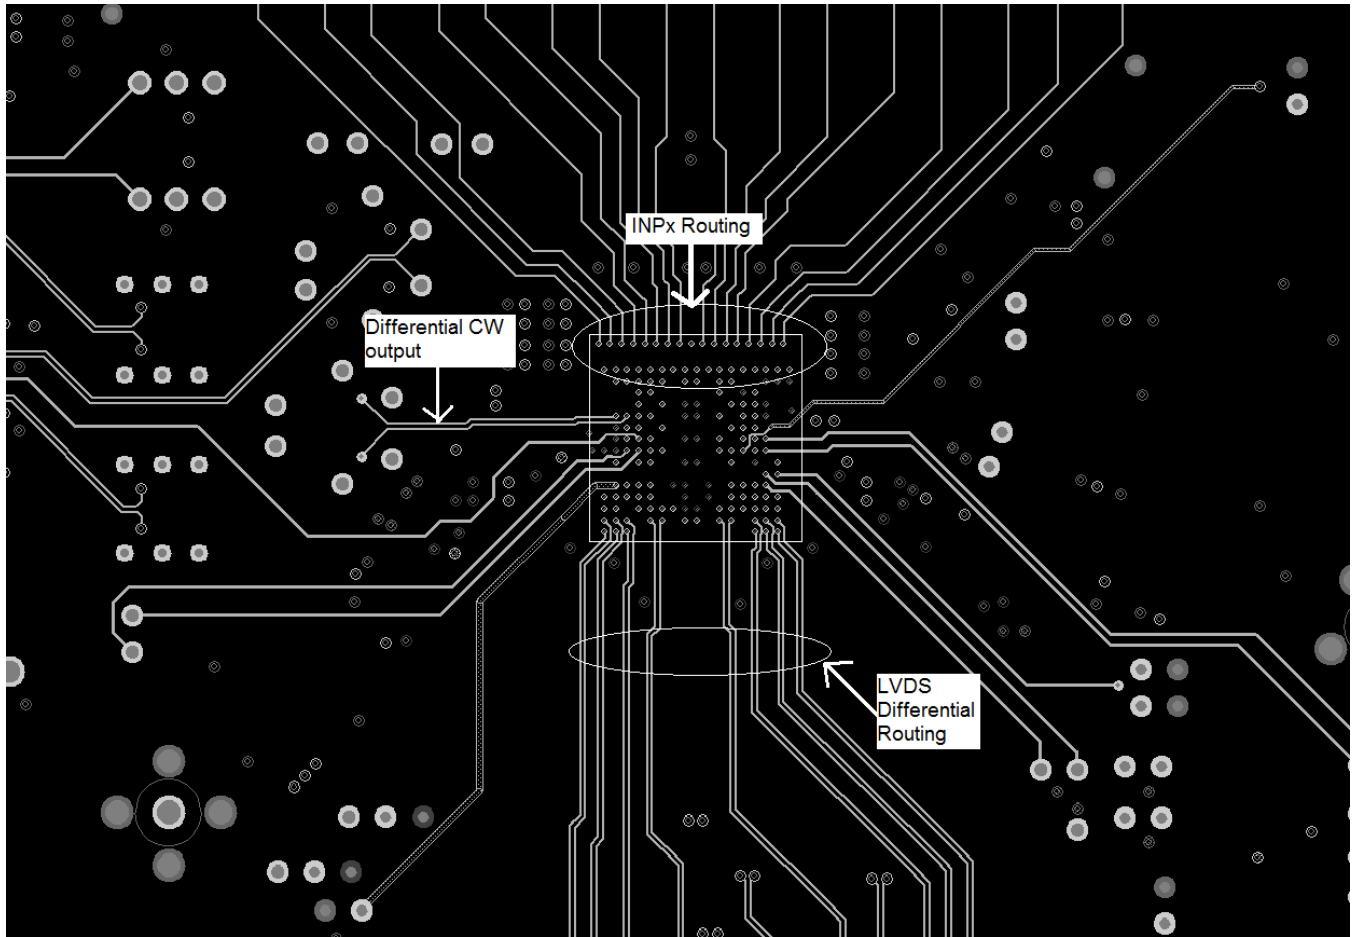 INPx Routing
Differential CW
output
LVDS
Differential
Routing